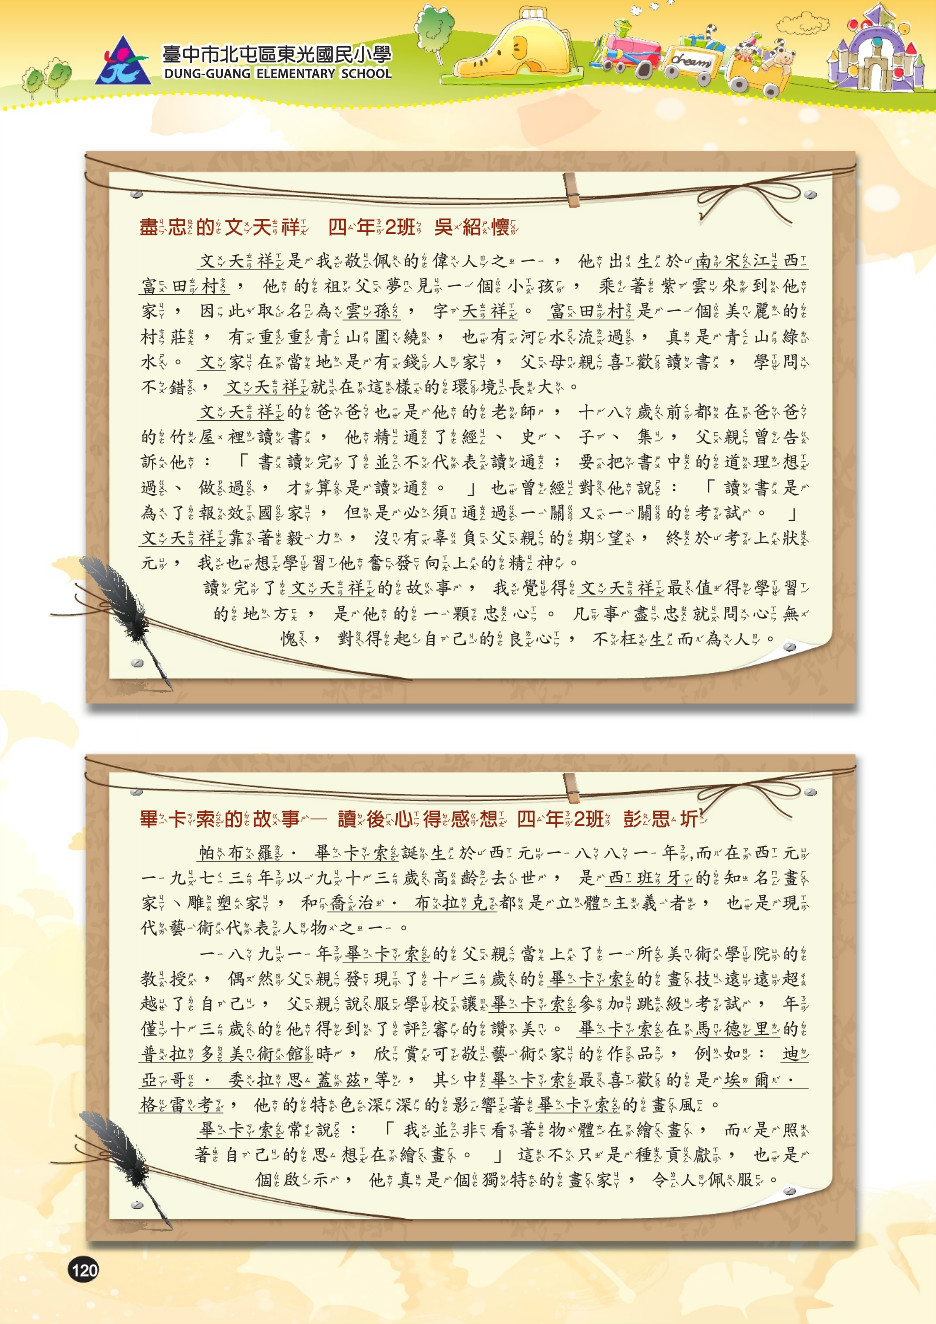 臺中市北屯區東光國民小學
DUNG-GUANG ELEMENTARY SCHOOL
dream
盡忠的文天祥 四年2班 吳紹懷
文天祥是我敬佩的偉人之一，他出生於南宋江西
富田村，他的祖父夢見一個小孩，乘著紫雲來到他
家，因此取名為雲孫，字天祥。富田村是一個美麗的
村莊，有重重青山圍繞，也有河水流過，真是青山綠
水。文家在當地是有錢人家，父母親喜歡讀書，學問
不錯，文天祥就在這樣的環境長大。
文天祥的爸爸也是他的老師，十八歲前都在爸爸
的竹屋裡讀書，他精通了經、史、子、集，父親曾告
訴他：「書讀完了並不代表讀通；要把書中的道理想
過、做過，才算是讀通。」也曾經對他說：「讀書是
為了報效國家，但是必須通過一關又一關的考試。」
文天祥靠著毅力，沒有辜負父親的期望，終於考上狀
元，我也想學習他奮發向上的精神。
讀完了文天祥的故事，我覺得文天祥最值得學習
的地方，是他的一顆忠心。凡事盡忠就問心無
愧，對得起自己的良心，不枉生而為人。
畢卡索的故事— 讀後心得感想 四年2班 彭思圻
帕布羅．畢卡索誕生於西元一八八一年,而在西元
一九七三年以九十三歲高齡去世，是西班牙的知名畫
家、雕塑家，和喬治．布拉克都是立體主義者，也是現
代藝術代表人物之一。
一八九一年畢卡索的父親當上了一所美術學院的
教授，偶然父親發現了十三歲的畢卡索的畫技遠遠超
越了自己，父親說服學校讓畢卡索參加跳級考試，年
僅十三歲的他得到了評審的讚美。畢卡索在馬德里的
普拉多美術館時，欣賞可敬藝術家的作品，例如：迪
亞哥．委拉思蓋茲等，其中畢卡索最喜歡的是埃爾．
格雷考，他的特色深深的影響著畢卡索的畫風。
畢卡索常說：「我並非看著物體在繪畫，而是照
著自己的思想在繪畫。」這不只是種貢獻，也是
個啟示，他真是個獨特的畫家，令人佩服。
120